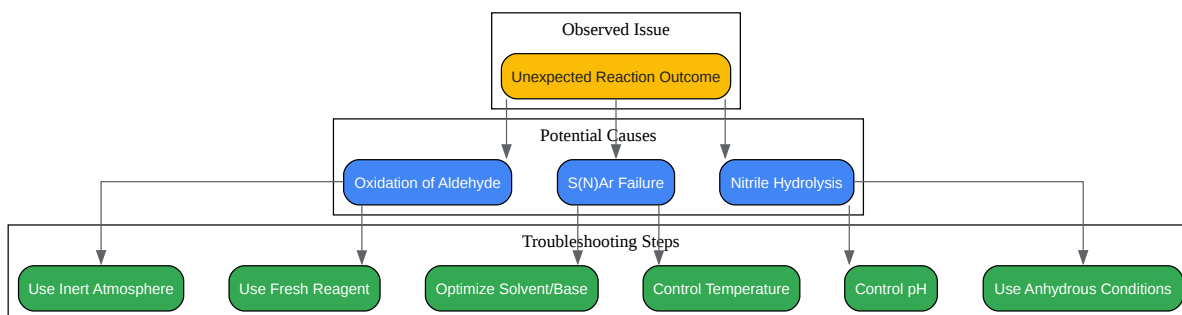 Observed Issue
Unexpected Reaction Outcome
Potential Causes
Oxidation of Aldehyde
S(N)Ar Failure
Nitrile Hydrolysis
Troubleshooting Steps
Use Inert Atmosphere
Use Fresh Reagent
Optimize Solvent/Base
Control Temperature
Control pH
Use Anhydrous Conditions